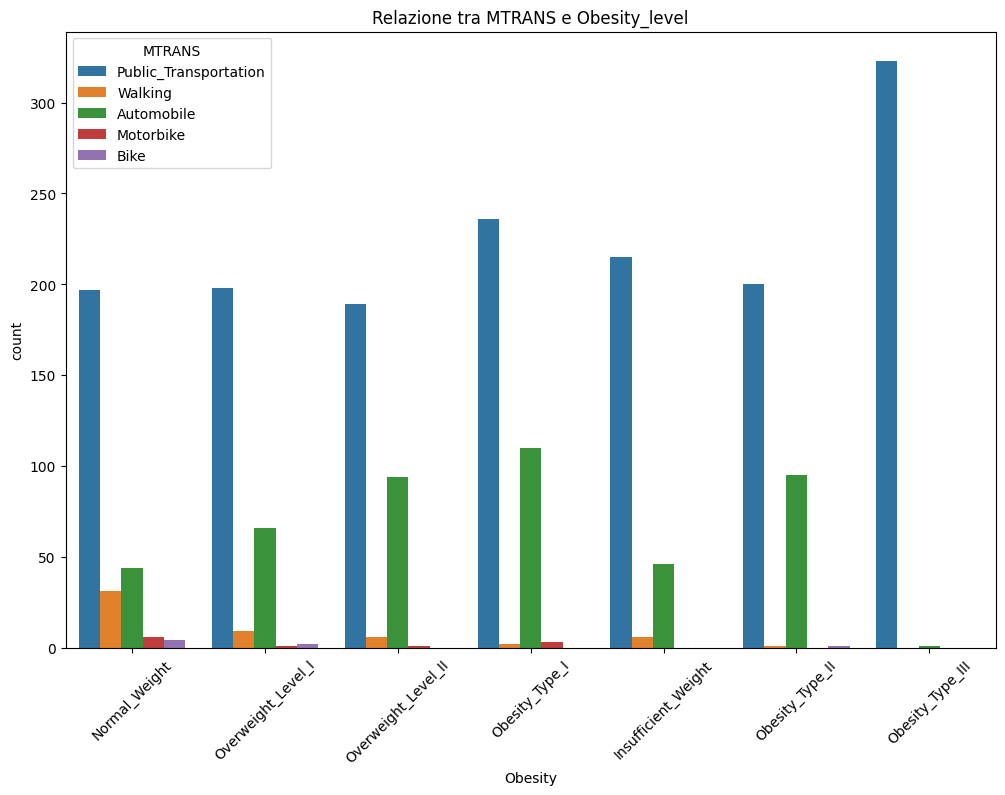 Relazione tra MTRANS e Obesity_level
MTRANS
Public_Transportation
Walking
Automobile
Motorbike
Bike
count
300
250
200
150
100
50
0
Normal_Weight
Overweight_Level_I
Overweight_Level_II
Obesity_Type_I
Insufficient_Weight
Obesity_Type_II
Obesity_Type_III
Obesity